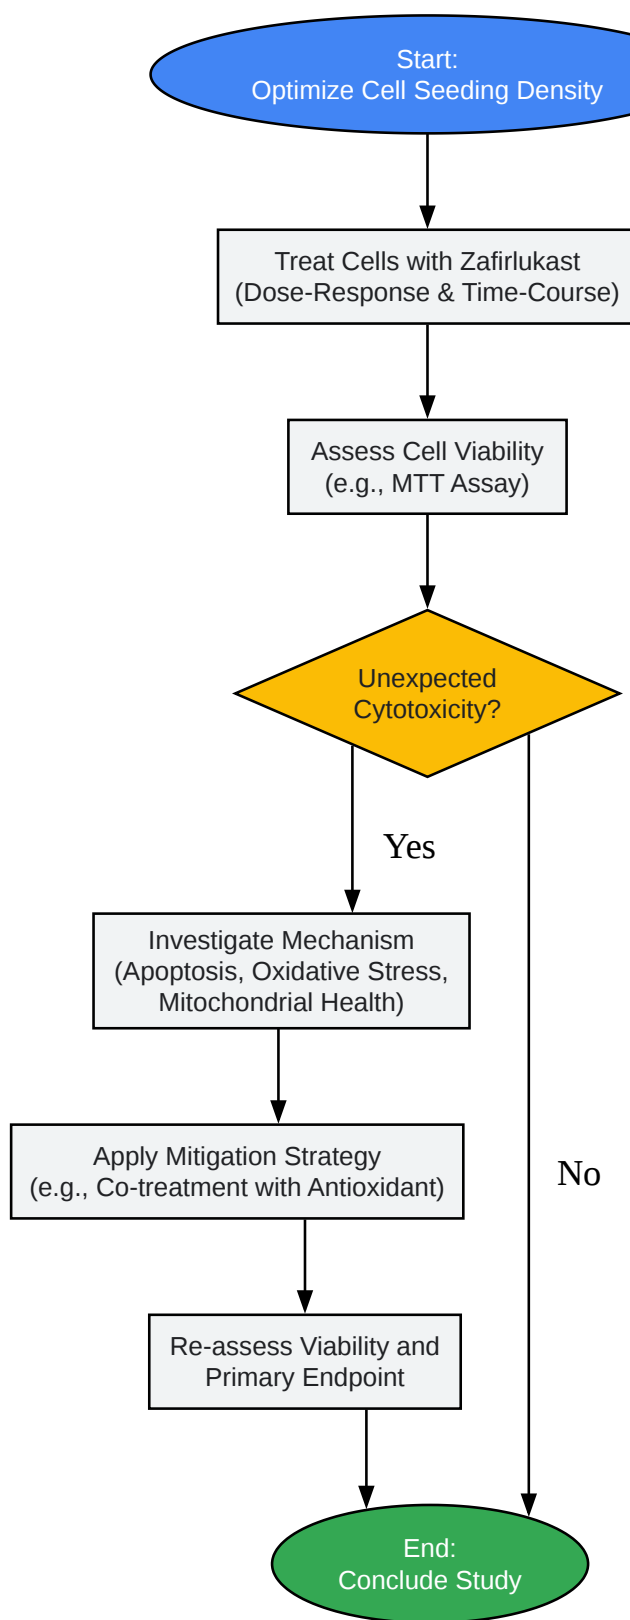 Start:
Optimize Cell Seeding Density
Treat Cells with Zafirlukast
(Dose-Response & Time-Course)
Assess Cell Viability
(e.g., MTT Assay)
Unexpected
Cytotoxicity?
Yes
Investigate Mechanism
(Apoptosis, Oxidative Stress,
Mitochondrial Health)
Apply Mitigation Strategy
(e.g., Co-treatment with Antioxidant)
No
Re-assess Viability and
Primary Endpoint
End:
Conclude Study